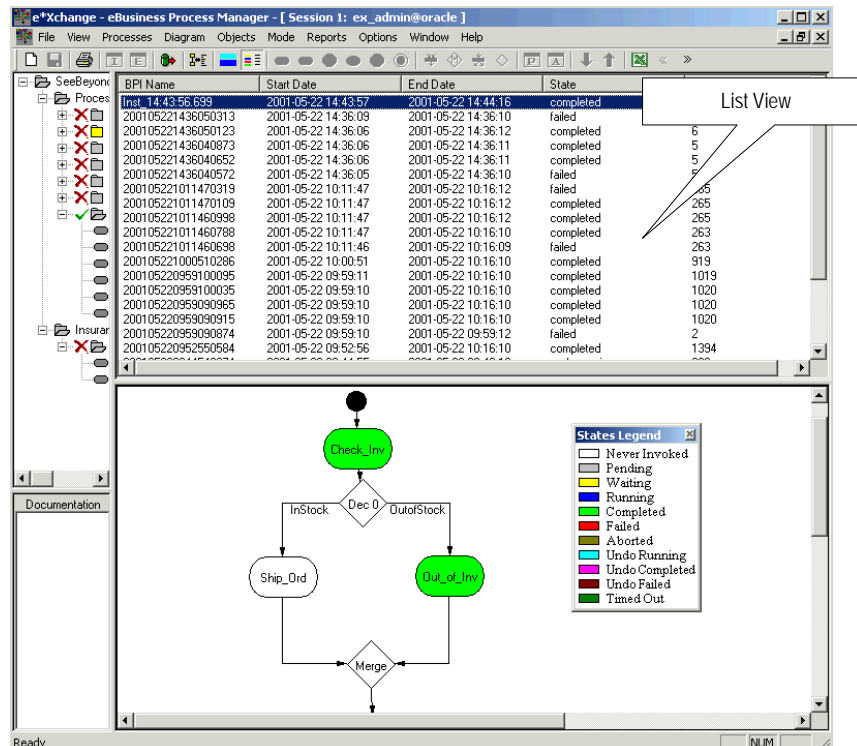 e*Xchange - eBusiness Process Manager - [ Session 1: ex_admin@oracle ]
File View Processes Diagram Objects Mode Reports Options Window Help
SeeBeyond
Proces
Insurar
Documentation
BPI Name Start Date End Date State
Inst_14:43:56.699 2001-05-22 14:43:57 2001-05-22 14:44:16 completed
200105221436050313 2001-05-22 14:36:09 2001-05-22 14:36:10 failed
200105221436050123 2001-05-22 14:36:06 2001-05-22 14:36:12 completed 6
200105221436040873 2001-05-22 14:36:06 2001-05-22 14:36:11 completed 5
200105221436040652 2001-05-22 14:36:06 2001-05-22 14:36:11 completed 5
200105221436040572 2001-05-22 14:36:05 2001-05-22 14:36:10 failed 5
200105221011470319 2001-05-22 10:11:47 2001-05-22 10:16:12 failed 265
200105221011470109 2001-05-22 10:11:47 2001-05-22 10:16:12 completed 265
200105221011460998 2001-05-22 10:11:47 2001-05-22 10:16:12 completed 265
200105221011460788 2001-05-22 10:11:47 2001-05-22 10:16:10 completed 263
200105221011460698 2001-05-22 10:11:46 2001-05-22 10:16:09 failed 263
200105221000510286 2001-05-22 10:00:51 2001-05-22 10:16:10 completed 919
200105220959100095 2001-05-22 09:59:11 2001-05-22 10:16:10 completed 1019
200105220959100035 2001-05-22 09:59:10 2001-05-22 10:16:10 completed 1020
200105220959090965 2001-05-22 09:59:10 2001-05-22 10:16:10 completed 1020
200105220959090915 2001-05-22 09:59:10 2001-05-22 10:16:10 completed 1020
200105220959090874 2001-05-22 09:59:10 2001-05-22 09:59:12 failed 2
200105220952550584 2001-05-22 09:52:56 2001-05-22 10:16:10 completed 1394
List View
Check_Inv
Dec 0
InStock
OutofStock
Ship_Ord
Out_of_Inv
Merge
States Legend
Never Invoked
Pending
Waiting
Running
Completed
Failed
Aborted
Undo Running
Undo Completed
Undo Failed
Timed Out
Ready
NUM